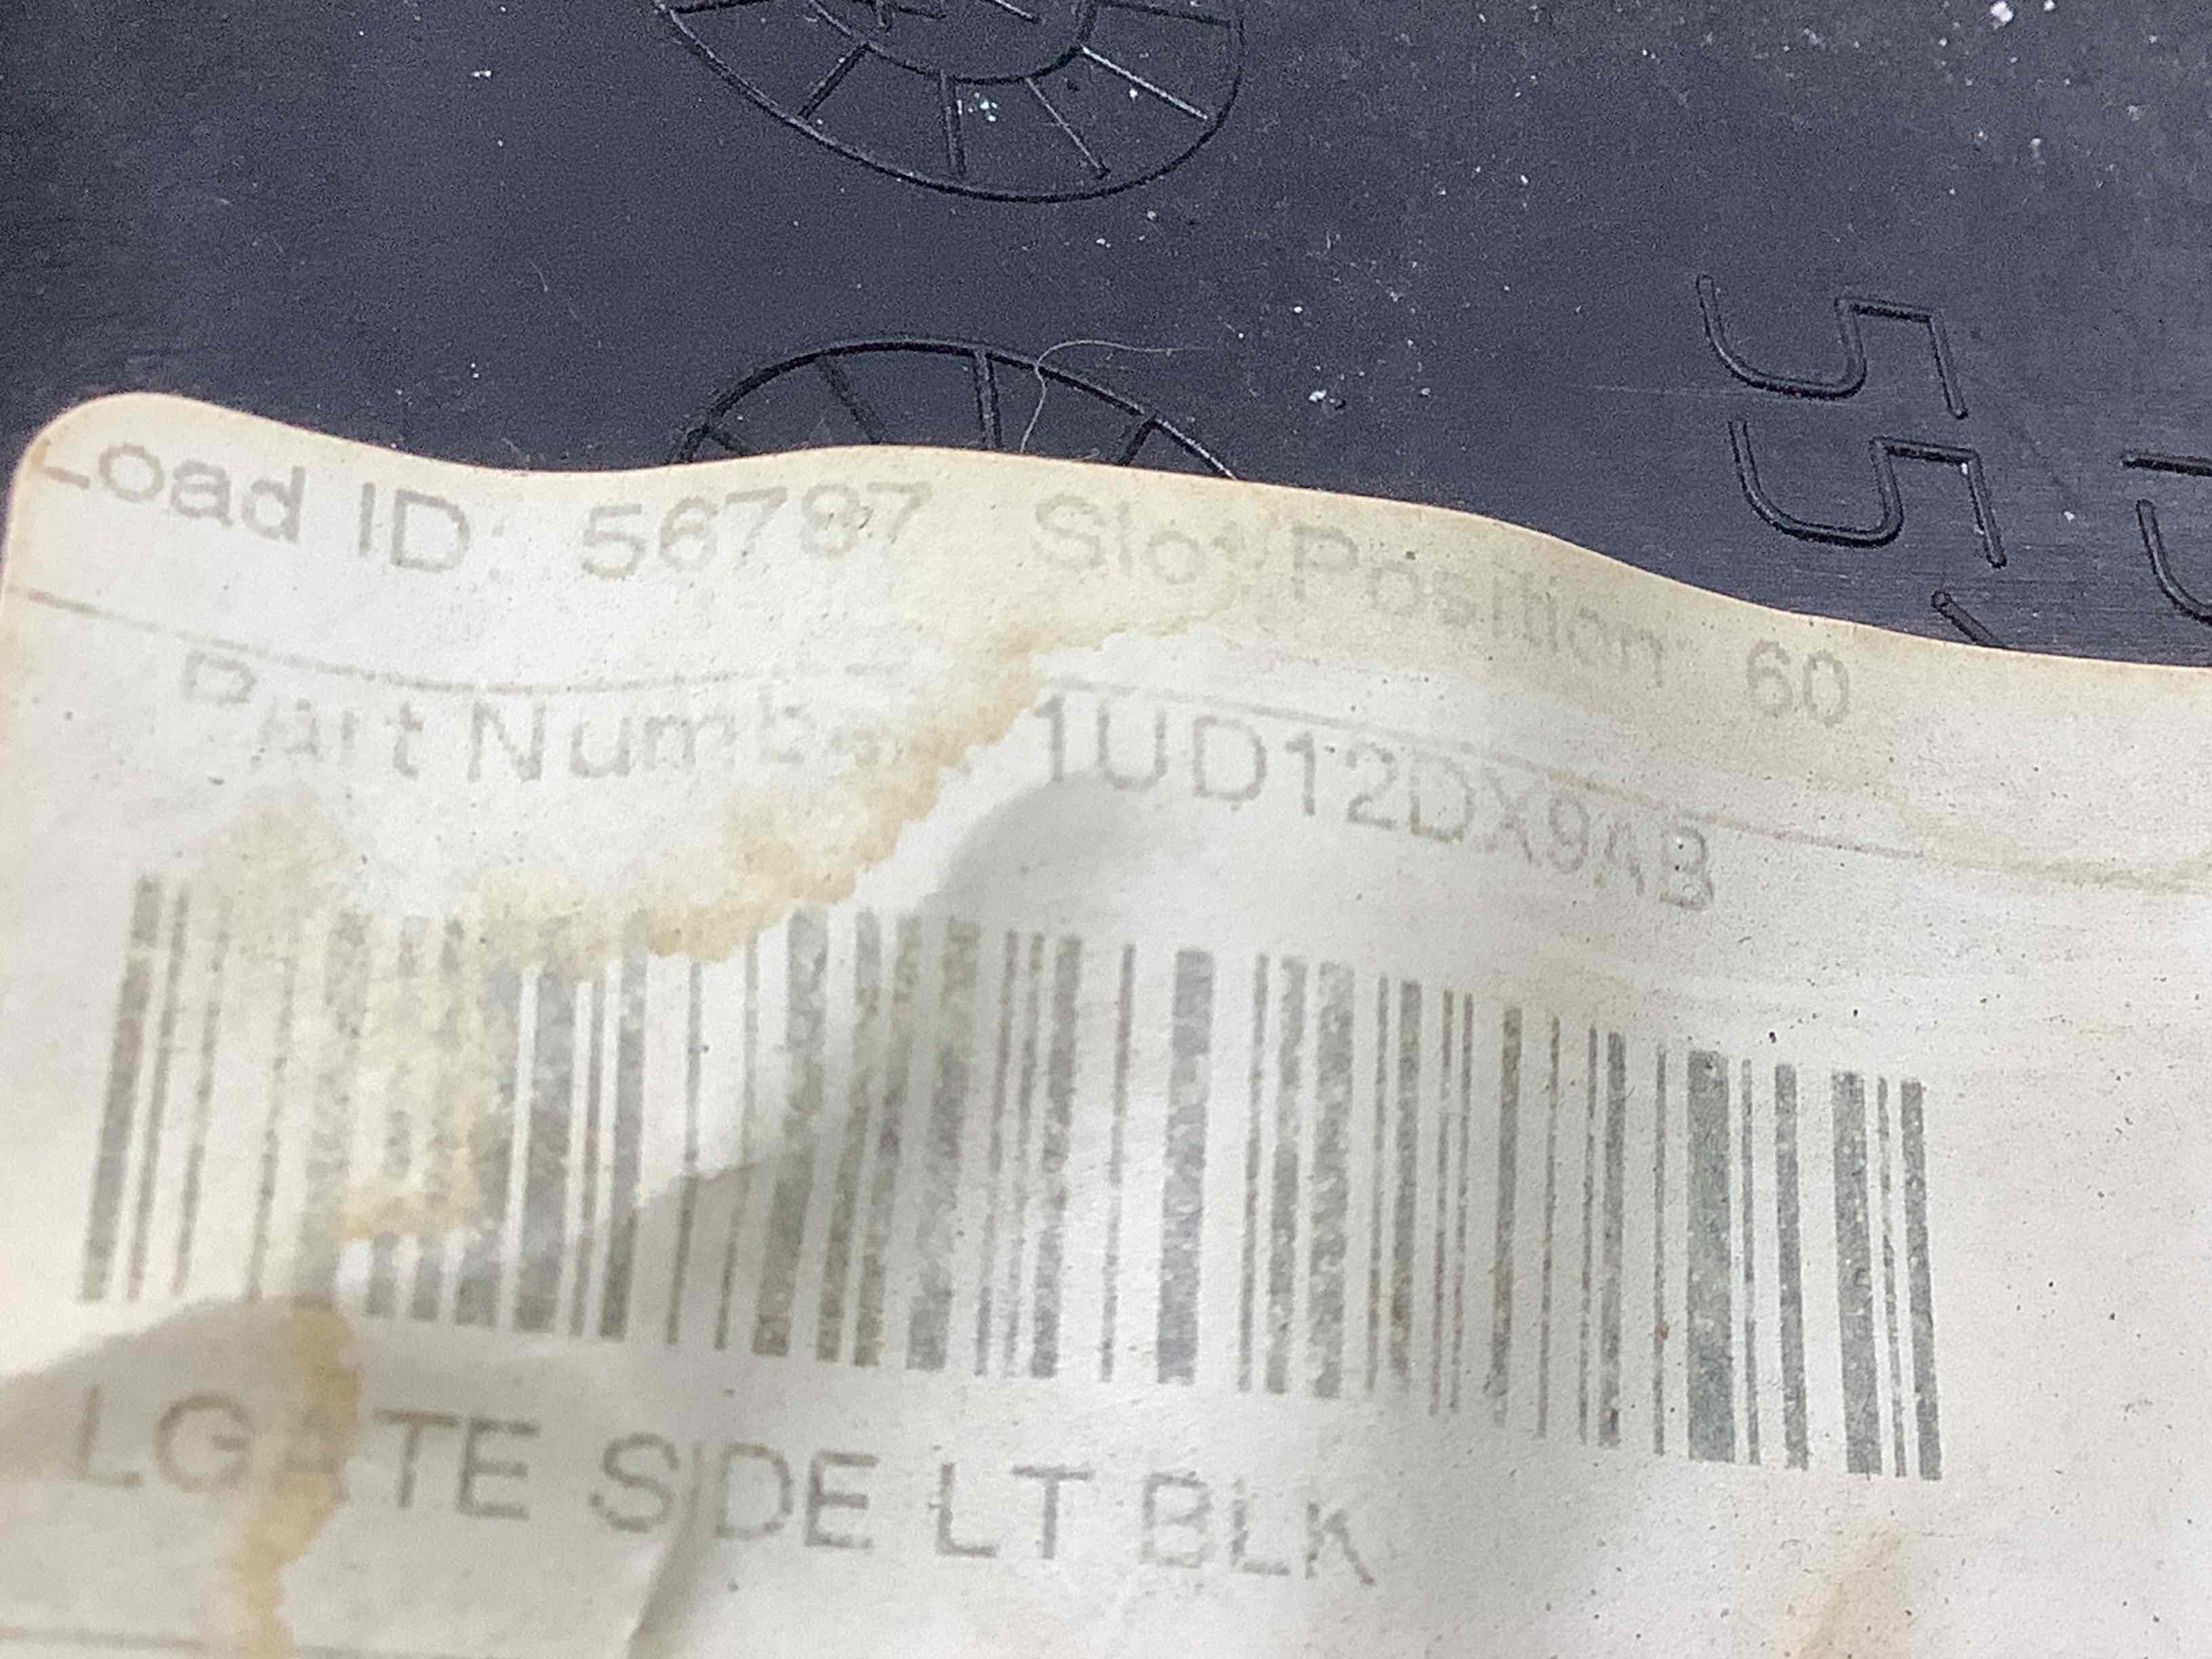 Load ID: 56787 Slot Position: 60
Part Number: 1UD12DX9AB
LGATE SIDE LT BLK